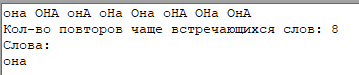 она ОНА онА оНа Она оНА ОНа ОнА
Кол-во повторов чаще встречающихся слов: 8
Слова:
она